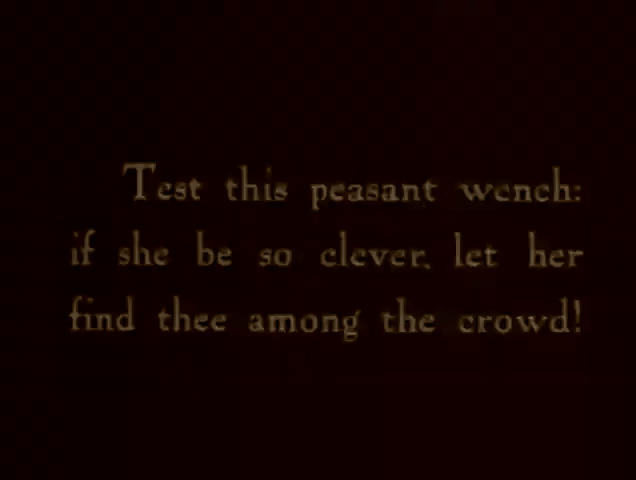 Test this peasant wench:
if she be so clever, let her
find thee among the crowd!